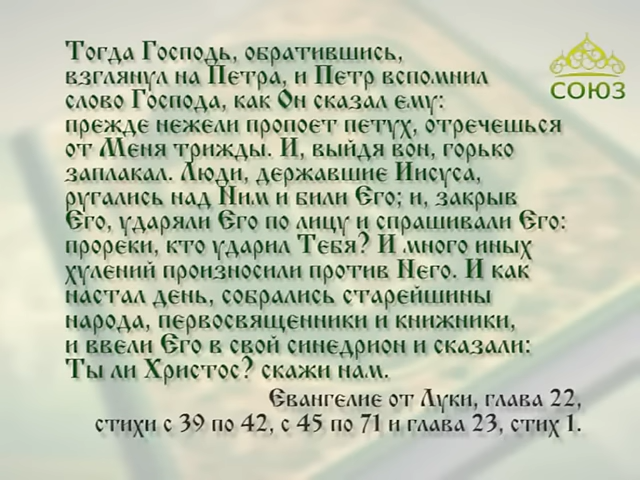 Тогда Господь, обратившись,
взглянул на Петра, и Петр вспомнил
слово Господа, как Он сказал ему:
прежде нежели пропоет петух, отречешься
от Меня трижды. И, выйдя вон, горько
заплакал. Люди, державшие Иисуса,
ругались над Ним и били Его; и, закрыв
Его, ударяли Его по лицу и спрашивали Его:
прореки, кто ударил Тебя? И много иных
хулений произносили против Него. И как
настал день, собрались старейшины
народа, первосвященники и книжники,
и ввели Его в свой синедрион и сказали:
Ты ли Христос? скажи нам.
Евангелие от Луки, глава 22,
стихи с 39 по 42, с 45 по 71 и глава 23, стих 1.
СОЮЗ